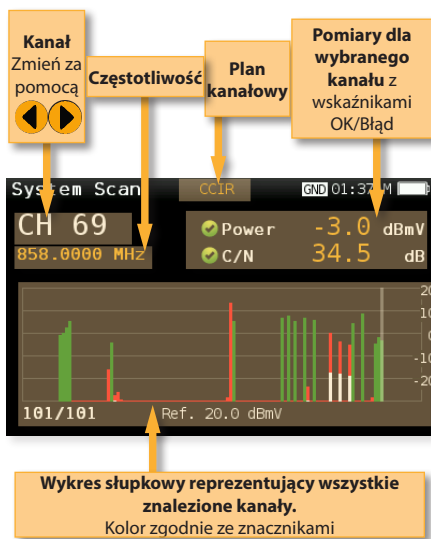 Kanał
Zmień za
pomocą
Częstotliwość
Plan
kanałowy
Pomiary dla
wybranego
kanału z
wskaźnikami
OK/Błąd
System Scan
CCIR
GND 01:37 M
CH 69
858.0000 MHz
Power -3.0 dBmV
C/N 34.5 dB
20
10
0
-10
-20
101/101
Ref. 20.0 dBmV
Wykres słupkowy reprezentujący wszystkie
znalezione kanały.
Kolor zgodnie ze znacznikami